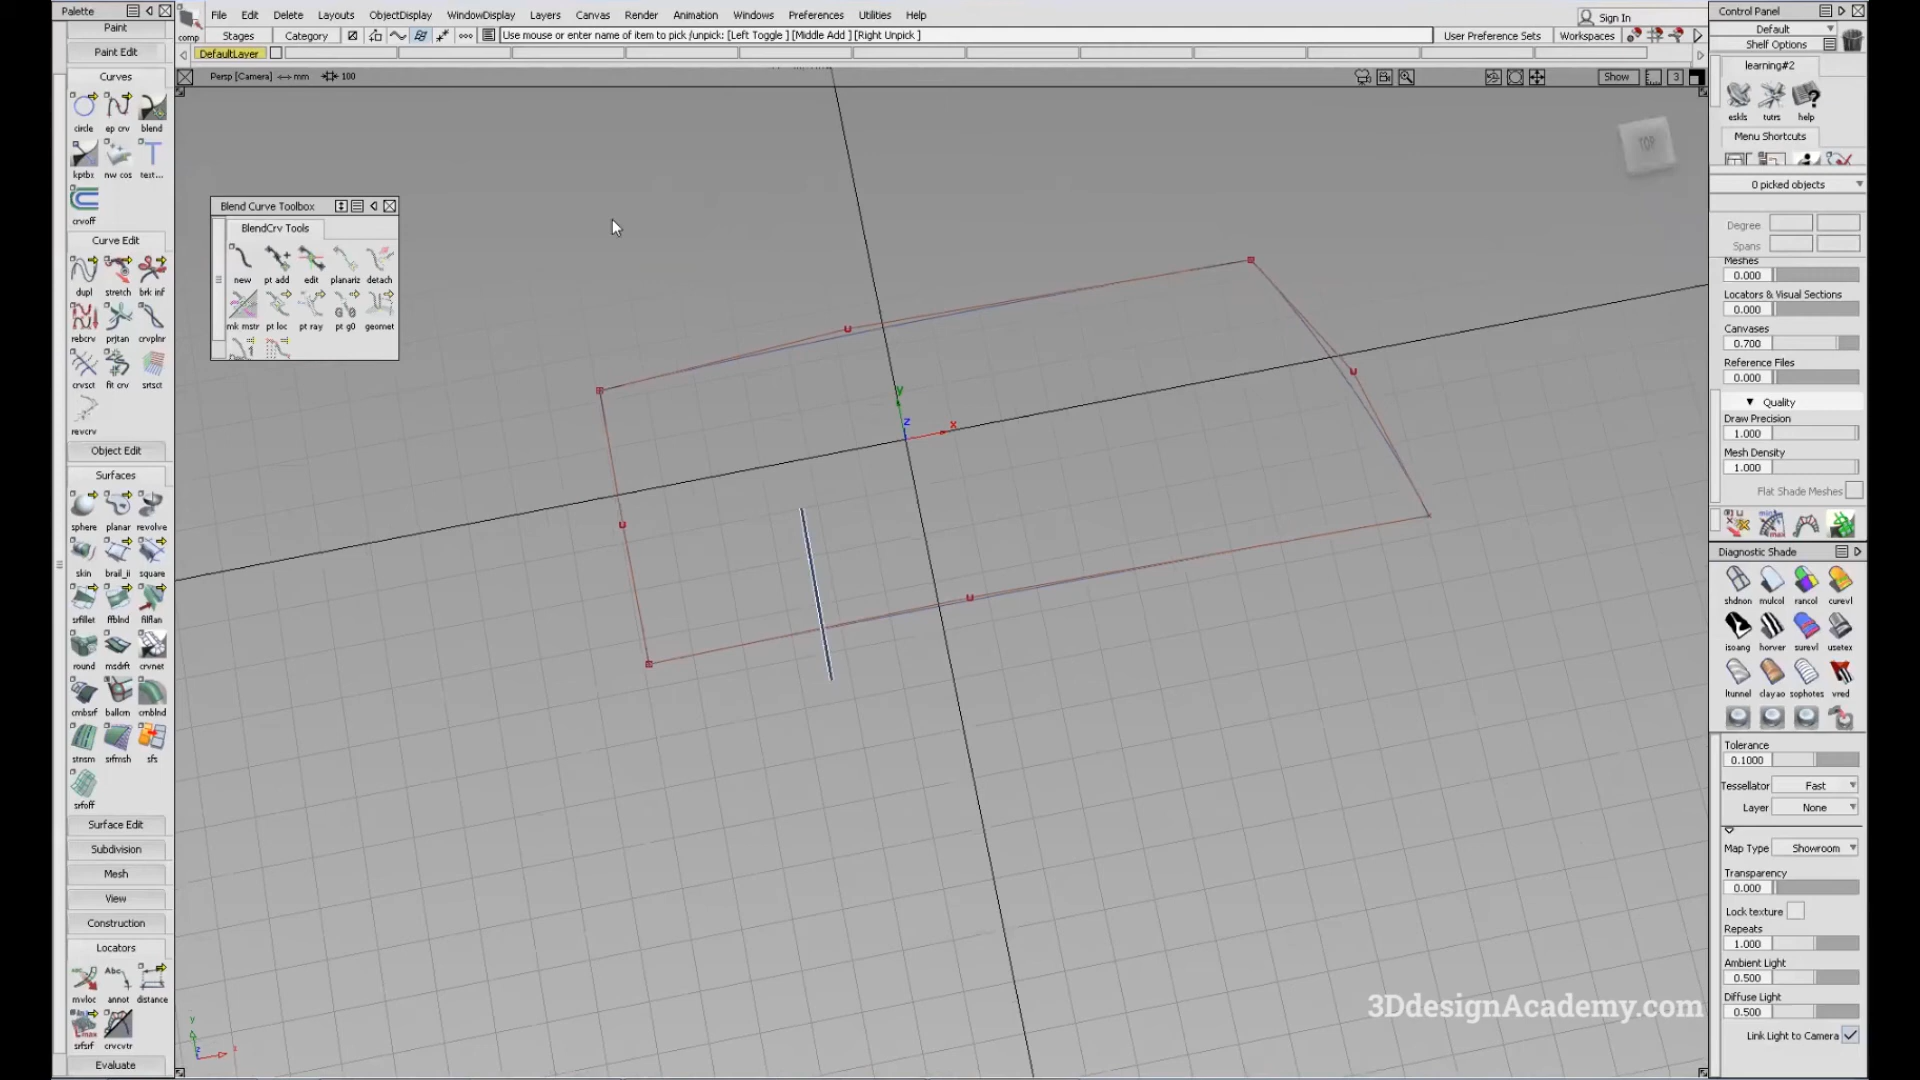 Palette
Paint
Paint Edit
Curves
circle ep crv blend
kptbx nw cos text...
crvoff
Curve Edit
dupl stretch brk inf
rebcrv prjtan crvplnr
crvsct fit crv srtsct
revcrv
Object Edit
Surfaces
sphere planar revolve
skin brail_ii square
srfillet ffblnd filflan
round msdrft crvnet
cmbsrf ballcrn cmblnd
stnsm srfmsh sfs
srfoff
Surface Edit
Subdivision
Mesh
View
Construction
Locators
Abc
mvloc annot distance
srfsrf crvcvtr
Evaluate
File Edit Delete Layouts ObjectDisplay WindowDisplay Layers Canvas Render Animation Windows Preferences Utilities Help
Sign In
comp Stages Category
Use mouse or enter name of item to pick /unpick: [Left Toggle ] [Middle Add ] [Right Unpick ]
User Preference Sets Workspaces
DefaultLayer
Persp [Camera] mm 100
Show 3
TOP
Blend Curve Toolbox
BlendCrv Tools
new pt add edit planariz detach
mk mstr pt loc pt ray pt g0 geomet
y
z x
U
U
U
U
y
z x
3DdesignAcademy.com
Control Panel
Default
Shelf Options
learning#2
eskls tutrs help
Menu Shortcuts
0 picked objects
Degree
Spans
Meshes
0.000
Locators & Visual Sections
0.000
Canvases
0.700
Reference Files
0.000
Quality
Draw Precision
1.000
Mesh Density
1.000
Flat Shade Meshes
Diagnostic Shade
shdnon mulcol rancol curevl
isoang horver surevl usetex
ltunnel clayao sophotes vred
Tolerance
0.1000
Tessellator Fast
Layer None
Map Type Showroom
Transparency
0.000
Lock texture
Repeats
1.000
Ambient Light
0.500
Diffuse Light
0.500
Link Light to Camera